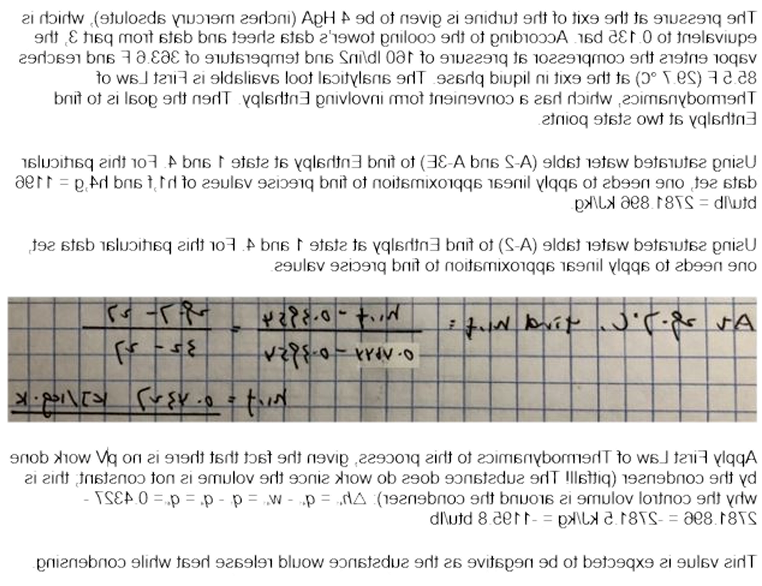 The pressure at the exit of the turbine is given to be 4 HgA (inches mercury absolute), which is
equivalent to 0.135 bar. According to the cooling tower's data sheet and data from part 3, the
vapor enters the compressor at pressure of 160 lb/in2 and temperature of 363.6 F and reaches
85.5 F (29.7 °C) at the exit in liquid phase. The analytical tool available is First Law of
Thermodynamics, which has a convenient form involving Enthalpy. Then the goal is to find
Enthalpy at two state points.
Using saturated water table (A-2 and A-3E) to find Enthalpy at state 1 and 4. For this particular
data set, one needs to apply linear approximation to find precise values of h1,f and h4,g = 1196
btu/lb = 2781.896 kJ/kg.
Using saturated water table (A-2) to find Enthalpy at state 1 and 4. For this particular data set,
one needs to apply linear approximation to find precise values.
At 29.7°C, find h1,f = h1,f - 0.3954 / 0.4644 - 0.3954 = 29.7 - 27 / 32 - 27
h1,f = 0.4327 kJ/kg·K
Apply First Law of Thermodynamics to this process, given the fact that there is no pV work done
by the condenser (pitfall! The substance does do work since the volume is not constant; this is
why the control volume is around the condenser): Δh, = q, - w, = q, - q, = q, = 0.4327 -
2781.896 = -2781.5 kJ/kg = -1195.8 btu/lb
This value is expected to be negative as the substance would release heat while condensing.